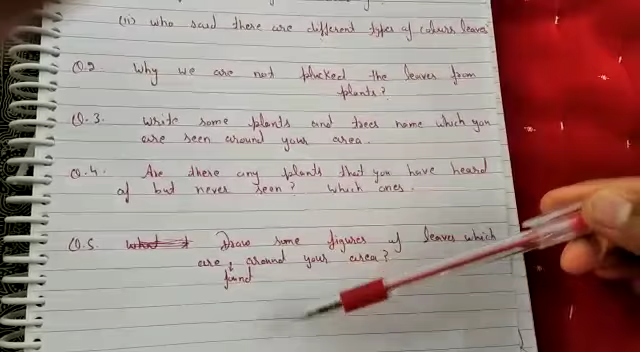 (ii) who said there are different types of colours leaves
Q.2. Why we are not plucked the leaves from
plants?
Q.3. Write some plants and trees name which you
are seen around your area.
Q.4. Are there any plants that you have heard
of but never seen? Which ones.
Q.5. Draw some figures of leaves which
are found around your area?